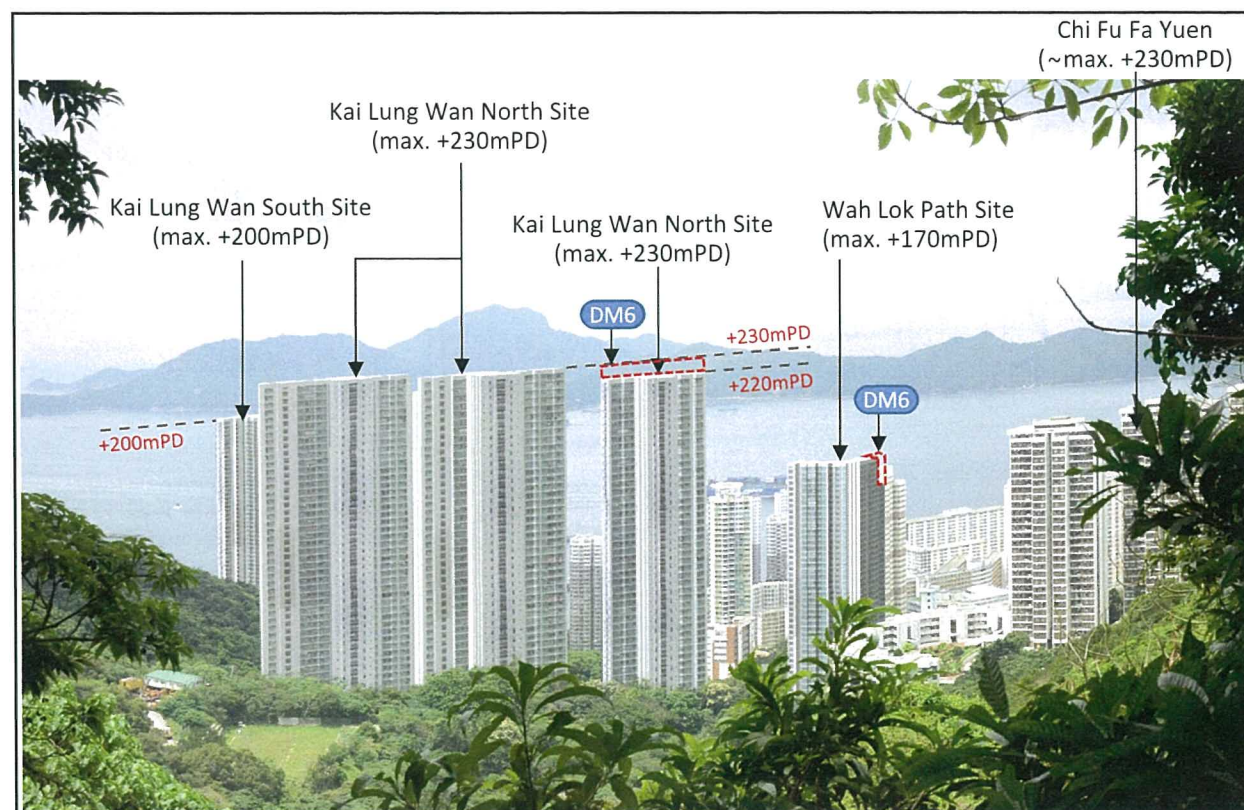 Chi Fu Fa Yuen
(~max. +230mPD)
Kai Lung Wan North Site
(max. +230mPD)
Kai Lung Wan South Site
(max. +200mPD)
Kai Lung Wan North Site
(max. +230mPD)
Wah Lok Path Site
(max. +170mPD)
DM6
+230mPD
+220mPD
DM6
+200mPD